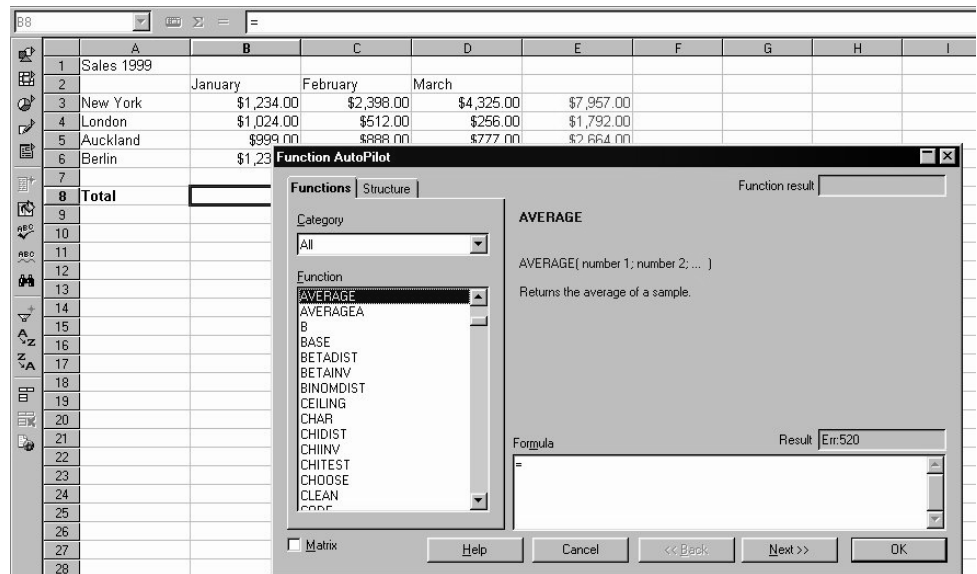 B8 Σ = =
A B C D E F G H I
1 Sales 1999
2 January February March
3 New York $1,234.00 $2,398.00 $4,325.00 $7,957.00
4 London $1,024.00 $512.00 $256.00 $1,792.00
5 Auckland $999.00 $888.00 $777.00 $2,664.00
6 Berlin $1,23
7
8 Total
9
10
11
12
13
14
15
16
17
18
19
20
21
22
23
24
25
26
27
28
ABC
ABC
A
Z
Z
A
Function AutoPilot
Functions Structure
Function result
Category
All
Function
AVERAGE
AVERAGEA
B
BASE
BETADIST
BETAINV
BINOMDIST
CEILING
CHAR
CHIDIST
CHIINV
CHITEST
CHOOSE
CLEAN
CODE
AVERAGE
AVERAGE( number 1; number 2; ... )
Returns the average of a sample.
Formula
Result Err:520
=
Matrix
Help Cancel << Back Next >> OK